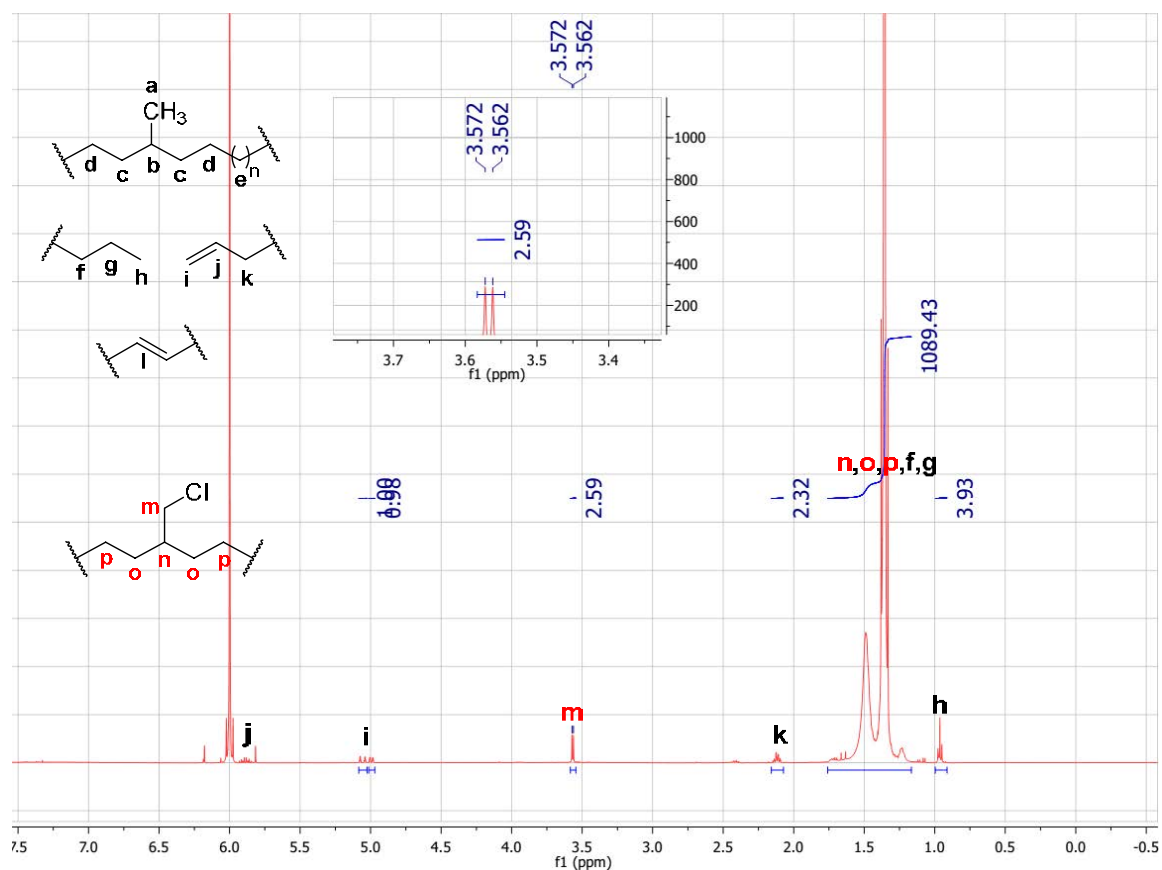 3.572
3.562
a
CH3
d c b c d ( ) n
e
f g h
i j k
l
Cl
m
p o n o p
3.572
3.562
2.59
1000
800
600
400
200
3.7 3.6 3.5 3.4
f1 (ppm)
1089.43
n,o,p,f,g
1.00
0.98
2.59
2.32
3.93
j
i
m
k
h
7.5 7.0 6.5 6.0 5.5 5.0 4.5 4.0 3.5 3.0 2.5 2.0 1.5 1.0 0.5 0.0 -0.5
f1 (ppm)